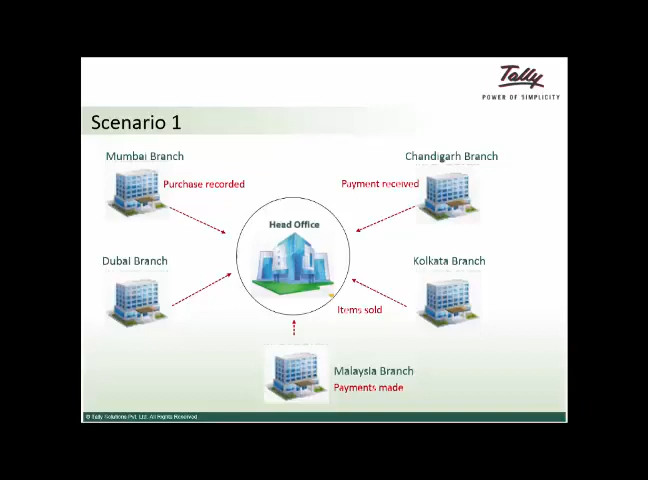 Tally
POWER OF SIMPLICITY
Scenario 1
Mumbai Branch
Chandigarh Branch
Purchase recorded
Payment received
Head Office
Dubai Branch
Kolkata Branch
Items sold
Malaysia Branch
Payments made
© Tally Solutions Pvt. Ltd. All Rights Reserved